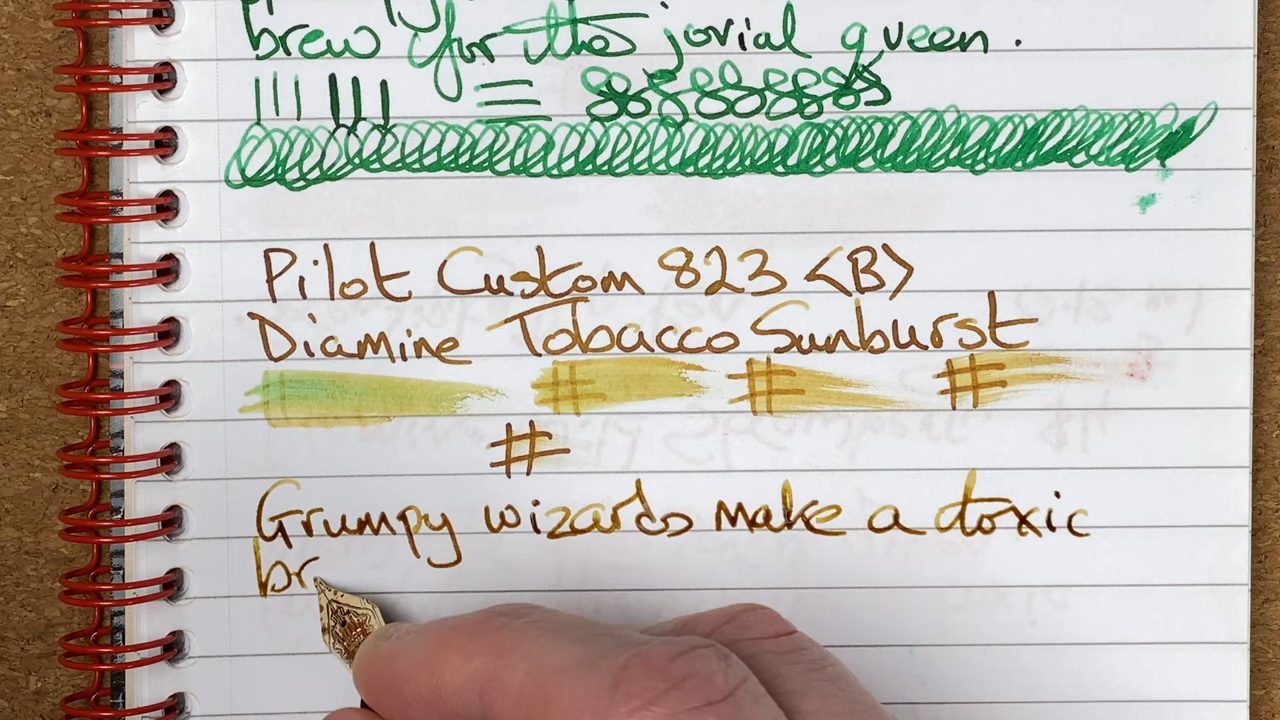 brew for the jovial queen.
Pilot Custom 823 <B>
Diamine Tobacco Sunburst
#
#
#
#
Grumpy wizards make a toxic
br